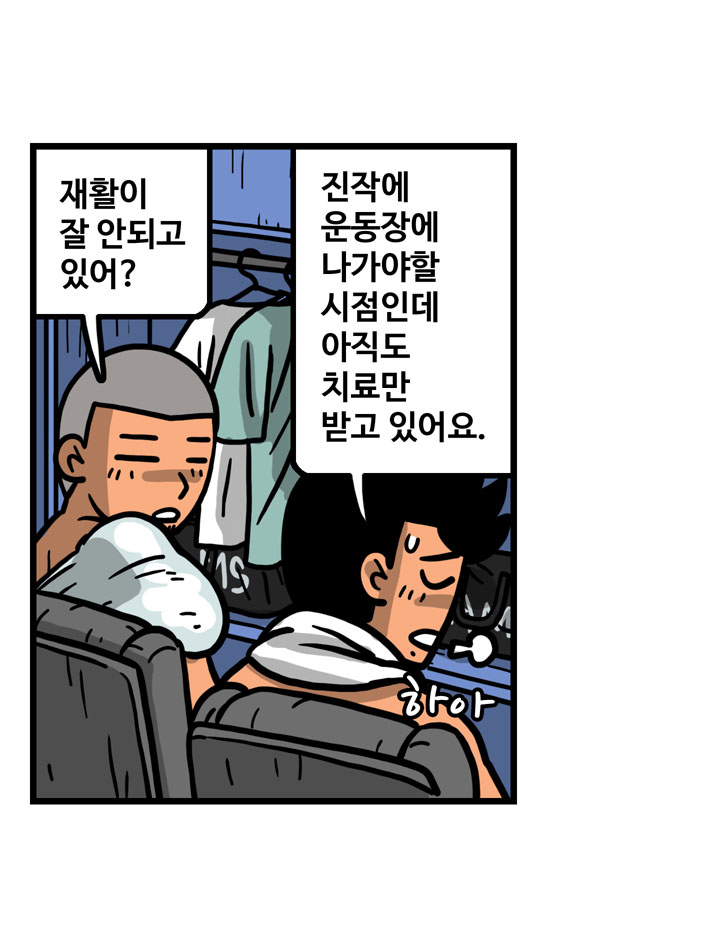 재활이
잘 안되고
있어?
진작에
운동장에
나가야할
시점인데
아직도
치료만
받고 있어요.
하아